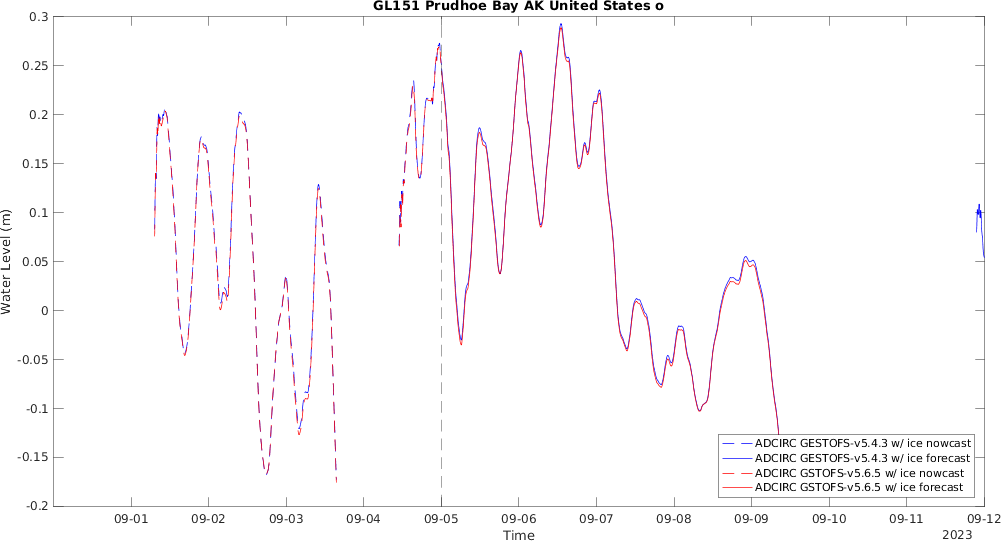 GL151 Prudhoe Bay AK United States o
0.3
0.25
0.2
0.15
0.1
0.05
0
-0.05
-0.1
-0.15
-0.2
Water Level (m)
ADCIRC GESTOFS-v5.4.3 w/ ice nowcast
ADCIRC GESTOFS-v5.4.3 w/ ice forecast
ADCIRC GSTOFS-v5.6.5 w/ ice nowcast
ADCIRC GSTOFS-v5.6.5 w/ ice forecast
09-01 09-02 09-03 09-04 09-05 09-06 09-07 09-08 09-09 09-10 09-11 09-12
Time
2023